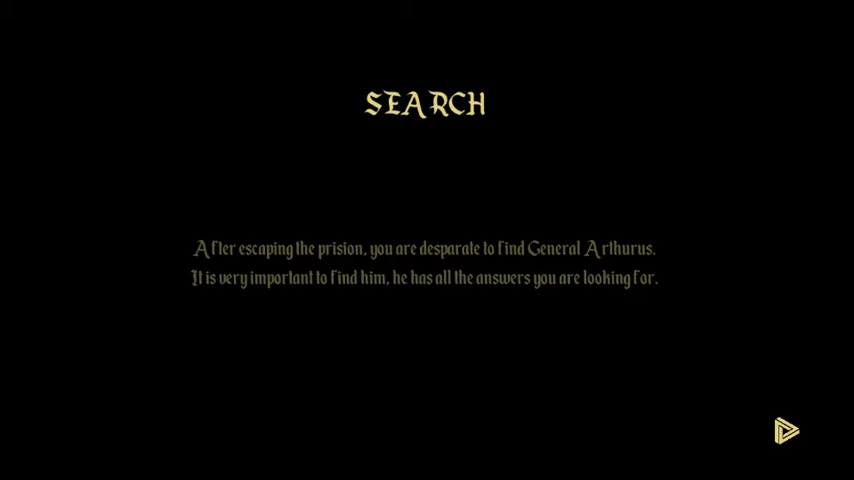 SEARCH
After escaping the prision, you are desparate to find General Arthurus.
It is very important to find him, he has all the answers you are looking for.